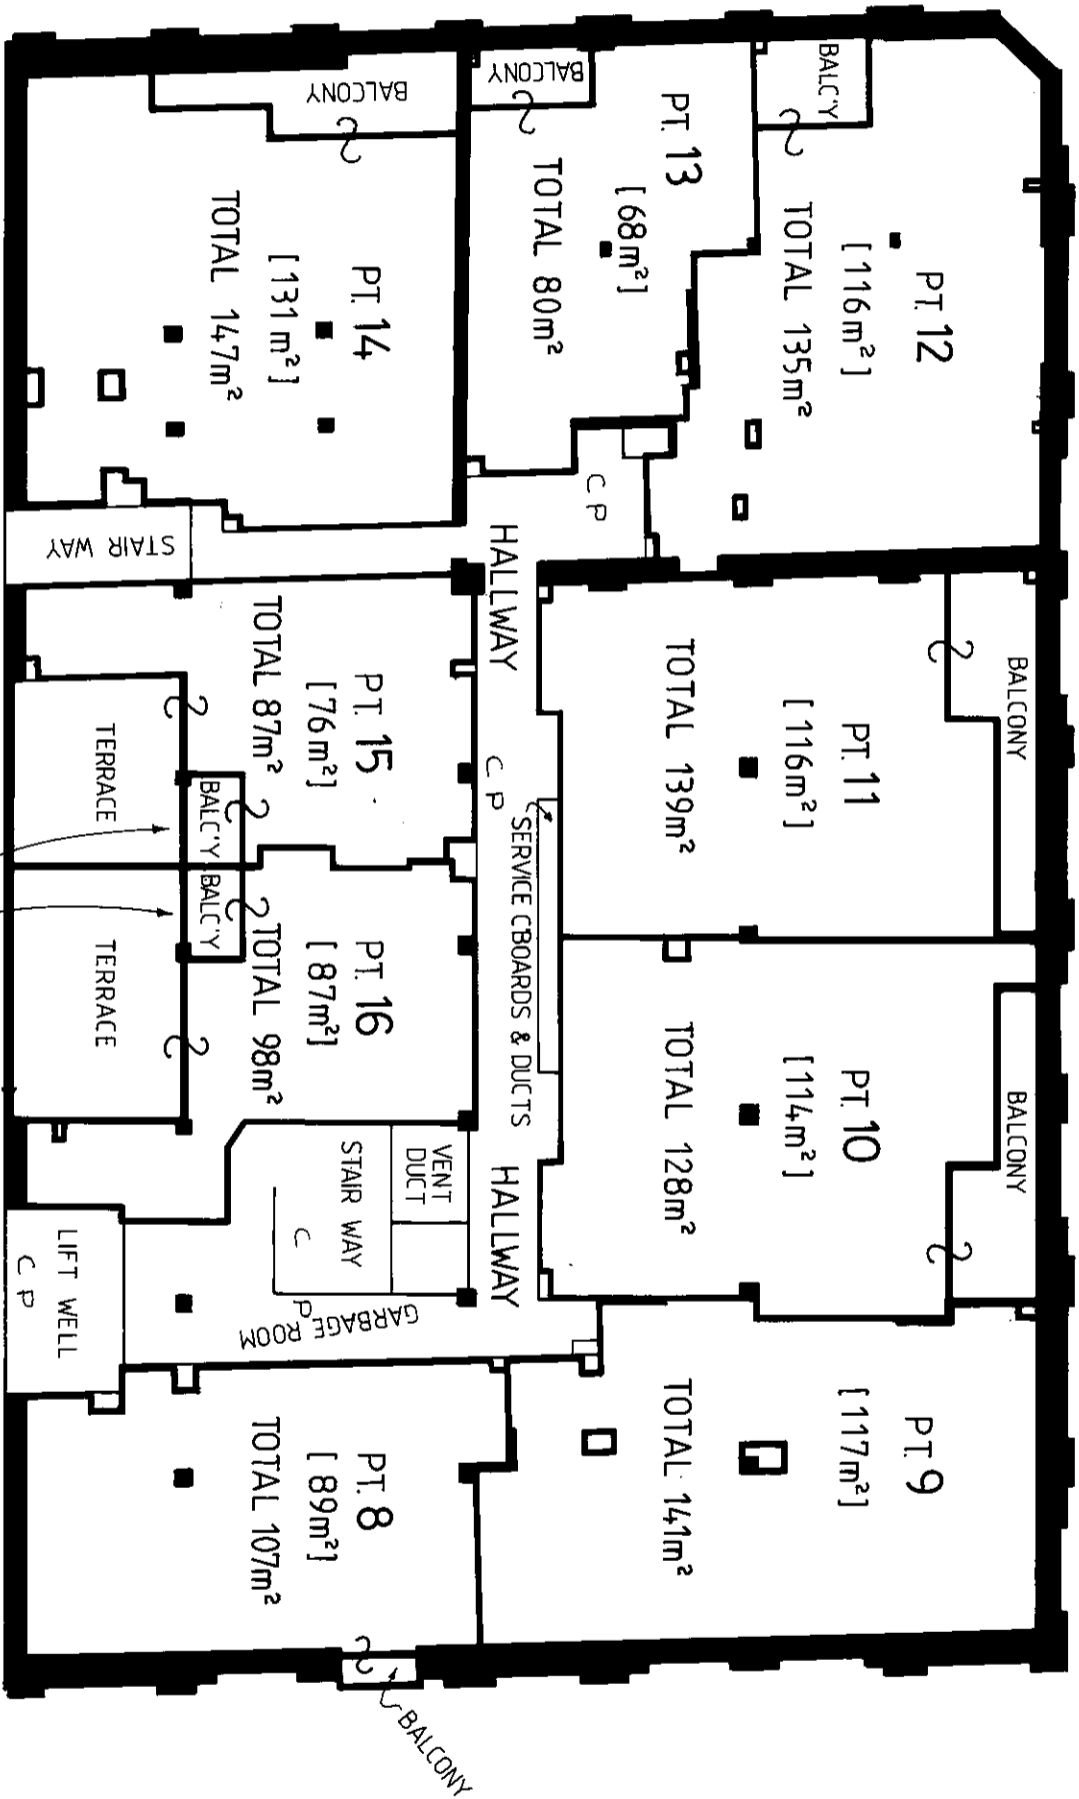 BALCONY
PT. 14
[131 m²]
TOTAL 147m²
BALCONY
PT. 13
[68m²]
TOTAL 80m²
BALC'Y
PT. 12
[116m²]
TOTAL 135m²
C P
STAIR WAY
HALLWAY
PT. 15
[76m²]
TOTAL 87m²
TERRACE
BALC'Y
BALC'Y
TERRACE
PT. 16
[87m²]
TOTAL 98m²
C P
SERVICE C'BOARDS & DUCTS
BALCONY
PT. 11
[116m²]
TOTAL 139m²
BALCONY
PT. 10
[114m²]
TOTAL 128m²
HALLWAY
VENT
DUCT
STAIR WAY
C P
GARBAGE ROOM
LIFT WELL
C P
PT. 9
[117m²]
TOTAL 141m²
PT. 8
[89m²]
TOTAL 107m²
BALCONY